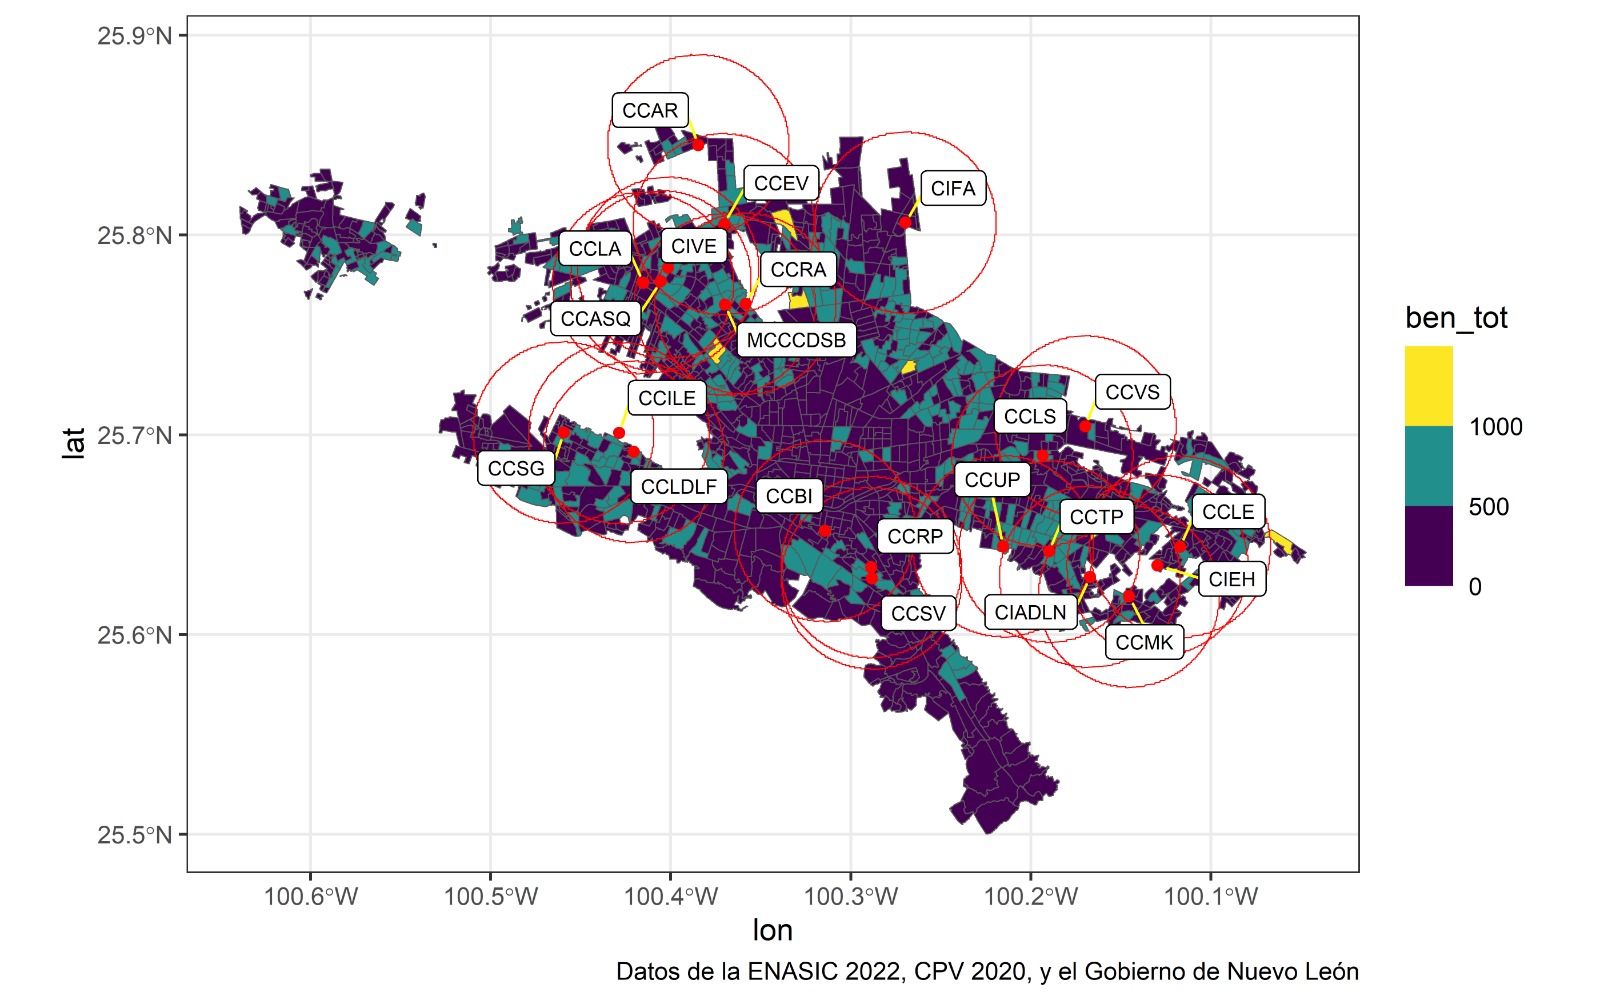 25.9°N
25.8°N
25.7°N
25.6°N
25.5°N
lat
CCAR
CCEV
CIFA
CCLA
CIVE
CCRA
CCASQ
MCCCDSB
CCILE
CCVS
CCLS
CCSG
CCLDLF
CCBI
CCUP
CCTP
CCLE
CCRP
CIEH
CCSV
CIADLN
CCMK
100.6°W
100.5°W
100.4°W
100.3°W
100.2°W
100.1°W
lon
ben_tot
1000
500
0
Datos de la ENASIC 2022, CPV 2020, y el Gobierno de Nuevo León